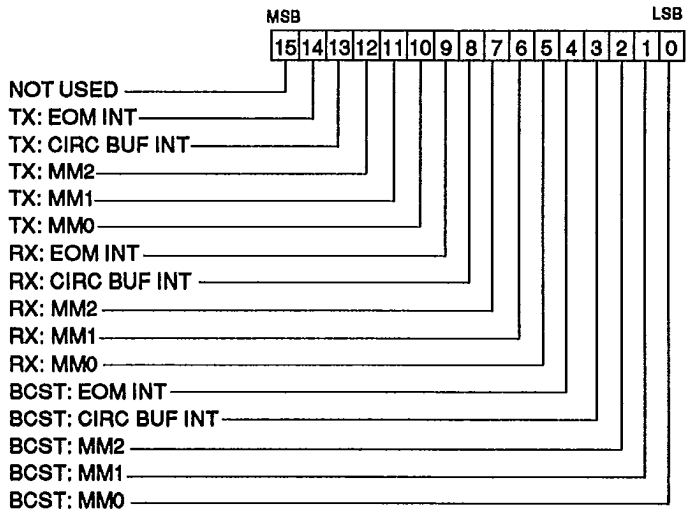 MSB LSB
15 14 13 12 11 10 9 8 7 6 5 4 3 2 1 0
NOT USED
TX: EOM INT
TX: CIRC BUF INT
TX: MM2
TX: MM1
TX: MM0
RX: EOM INT
RX: CIRC BUF INT
RX: MM2
RX: MM1
RX: MM0
BCST: EOM INT
BCST: CIRC BUF INT
BCST: MM2
BCST: MM1
BCST: MM0